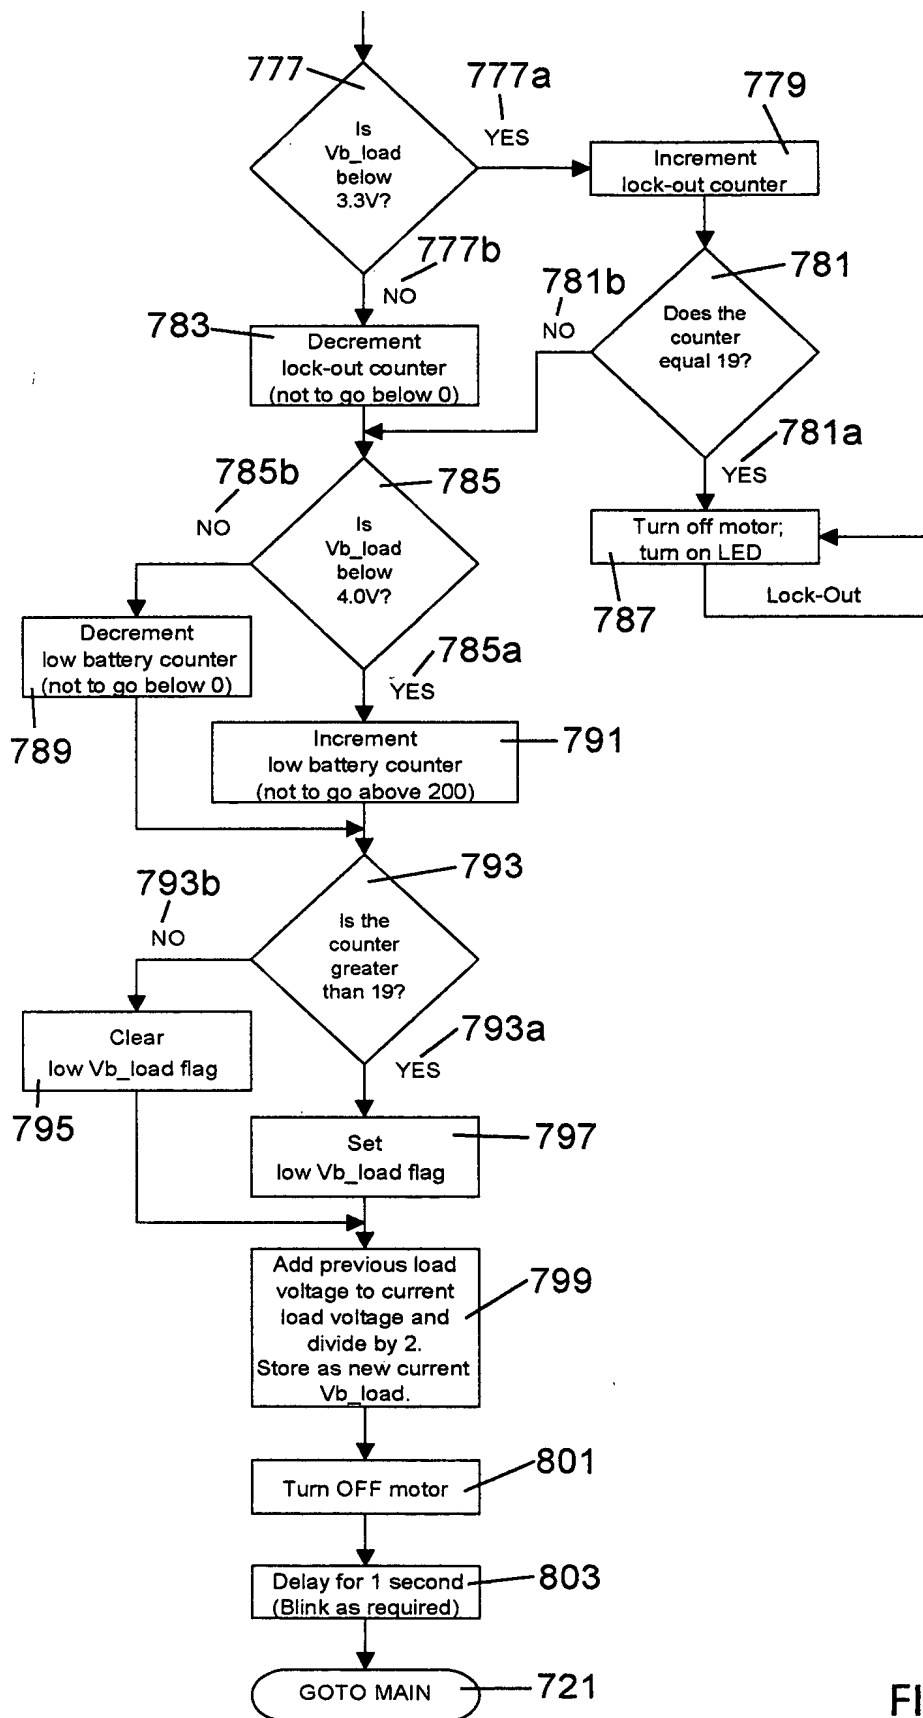 777
777a
779
Is
Vb_load
below
3.3V?
YES
Increment
lock-out counter
777b
NO
781b
NO
781
Does the
counter
equal 19?
783
Decrement
lock-out counter
(not to go below 0)
781a
YES
785b
NO
785
Is
Vb_load
below
4.0V?
Turn off motor;
turn on LED
787
Lock-Out
Decrement
low battery counter
(not to go below 0)
789
785a
YES
Increment
low battery counter
(not to go above 200)
791
793b
NO
793
Is the
counter
greater
than 19?
793a
YES
Clear
low Vb_load flag
795
Set
low Vb_load flag
797
Add previous load
voltage to current
load voltage and
divide by 2.
Store as new current
Vb_load.
799
Turn OFF motor
801
Delay for 1 second
(Blink as required)
803
GOTO MAIN
721
FI